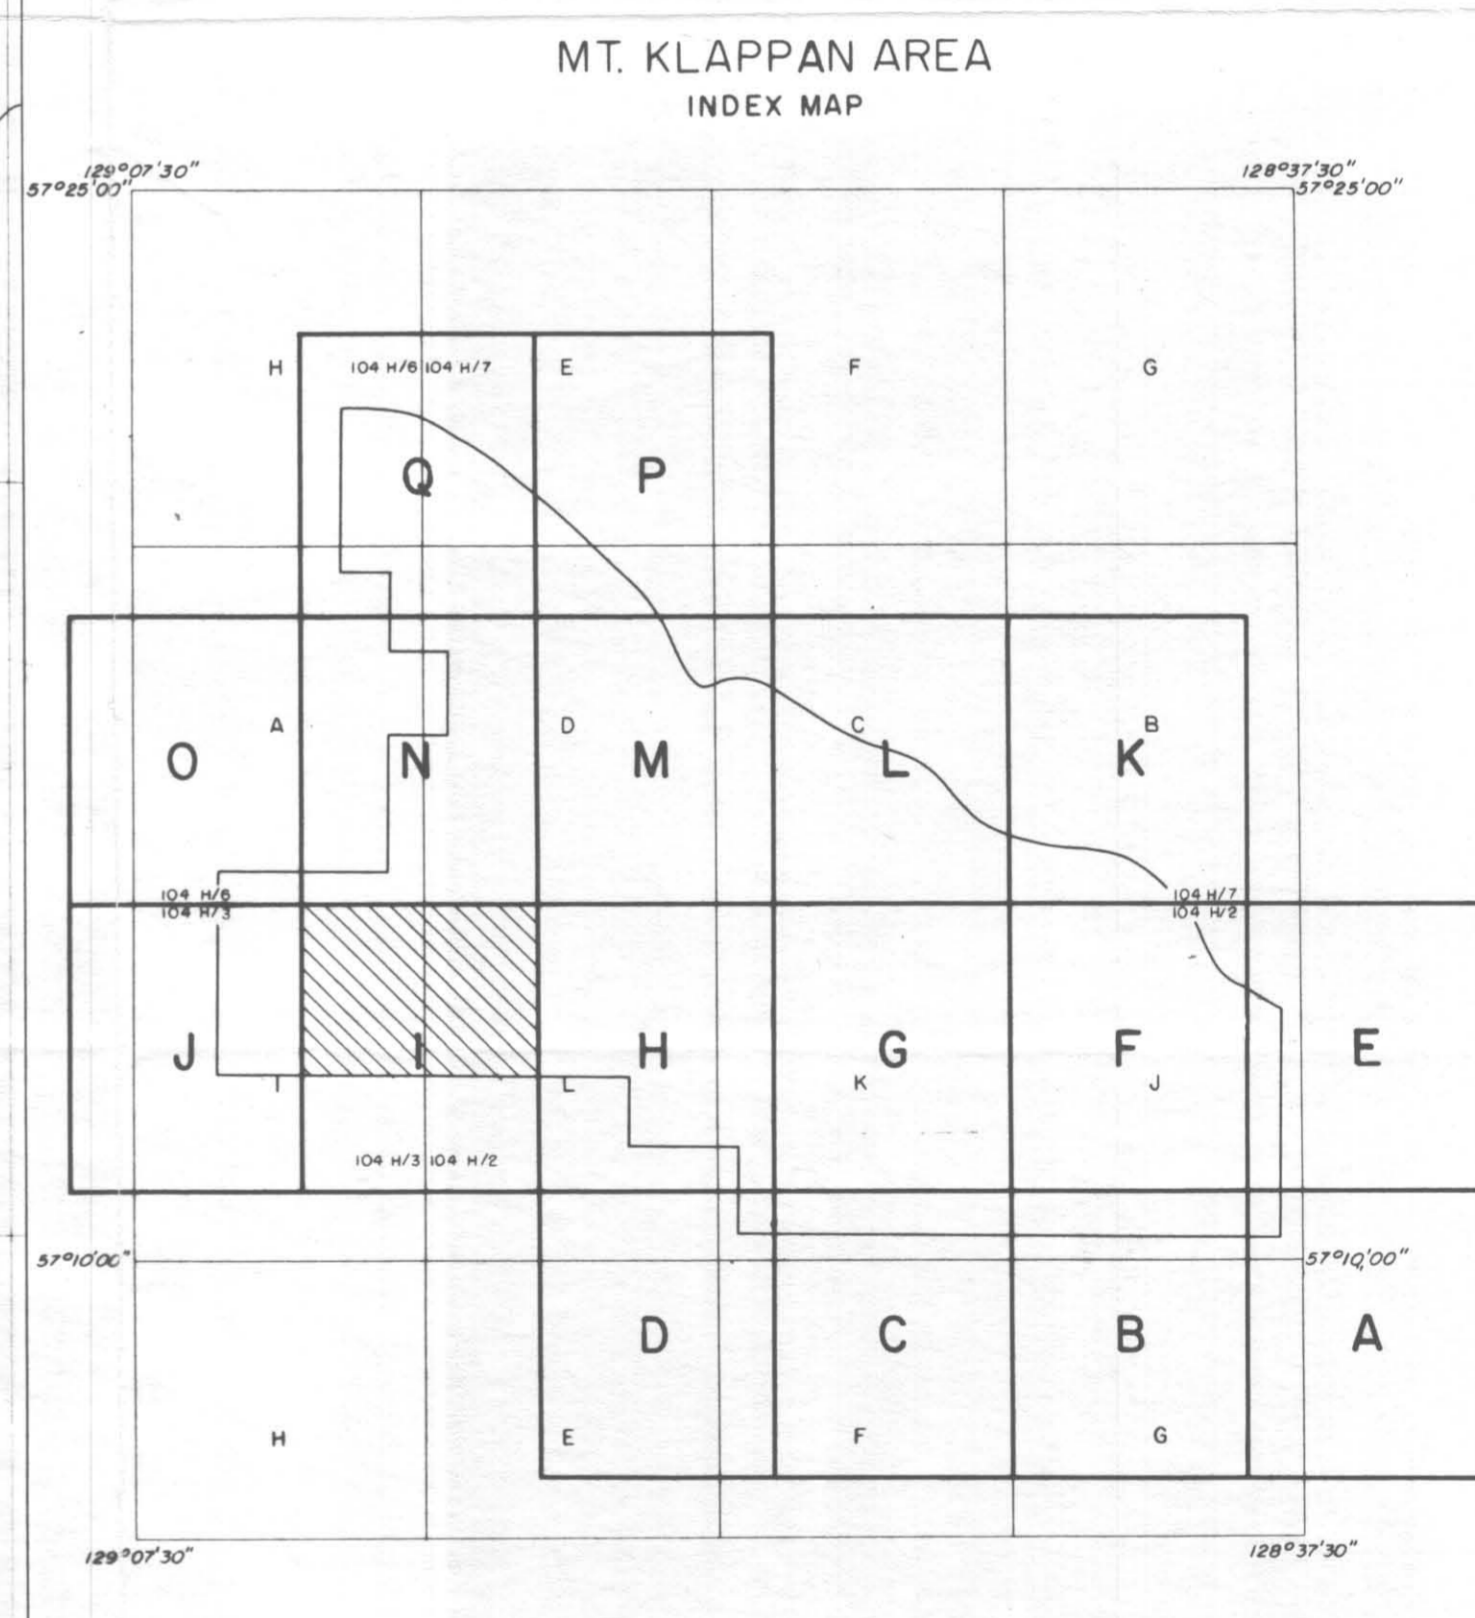 MT. KLAPPAN AREA
INDEX MAP
129°07'30" 128°37'30"
57°25'00" 57°25'00"
H 104 H/6 104 H/7 E F G
Q P
A D C B
O N M L K
104 H/6 104 H/7
104 H/3 104 H/2
J I H G F E
I L K J
104 H/3 104 H/2
57°10'00" 57°10'00"
D C B A
H E F G
129°07'30" 128°37'30"